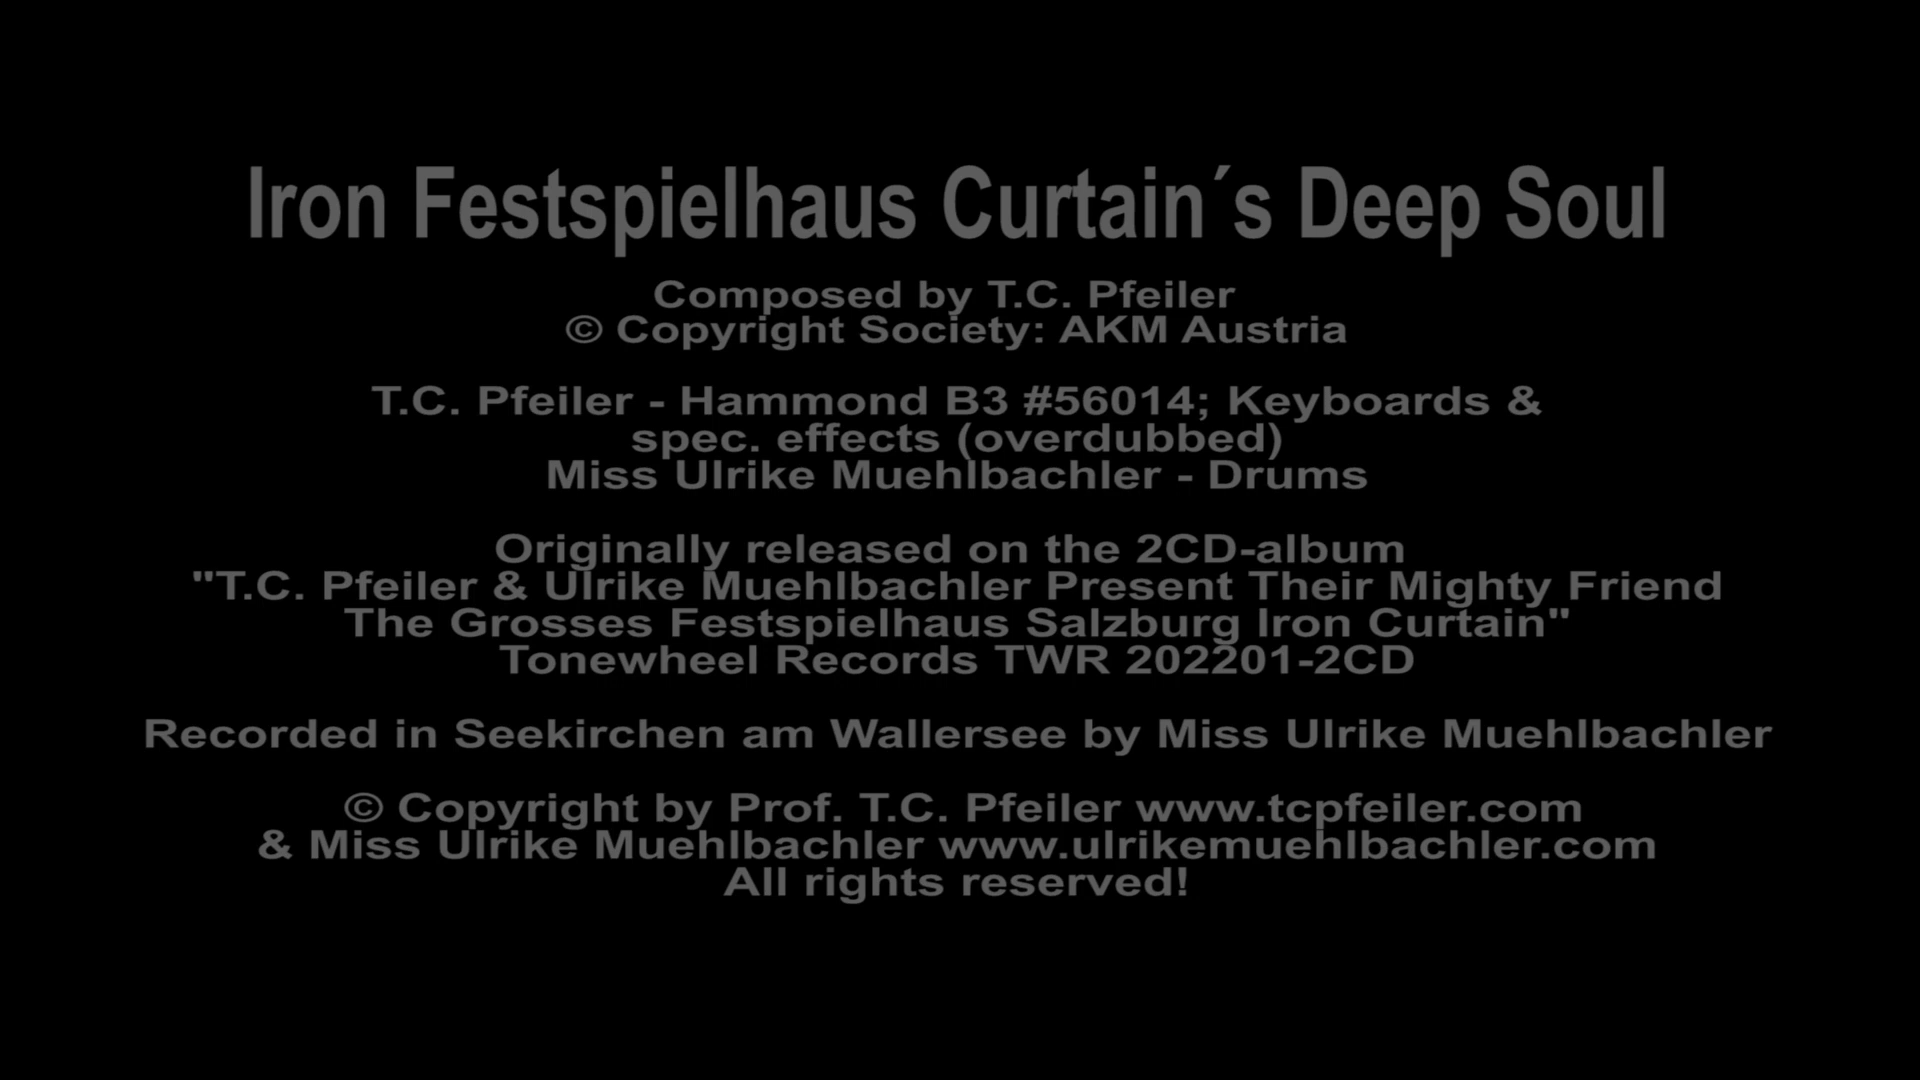 Iron Festspielhaus Curtain´s Deep Soul
Composed by T.C. Pfeiler
© Copyright Society: AKM Austria
T.C. Pfeiler - Hammond B3 #56014; Keyboards &
spec. effects (overdubbed)
Miss Ulrike Muehlbachler - Drums
Originally released on the 2CD-album
"T.C. Pfeiler & Ulrike Muehlbachler Present Their Mighty Friend
The Grosses Festspielhaus Salzburg Iron Curtain"
Tonewheel Records TWR 202201-2CD
Recorded in Seekirchen am Wallersee by Miss Ulrike Muehlbachler
© Copyright by Prof. T.C. Pfeiler www.tcpfeiler.com
& Miss Ulrike Muehlbachler www.ulrikemuehlbachler.com
All rights reserved!